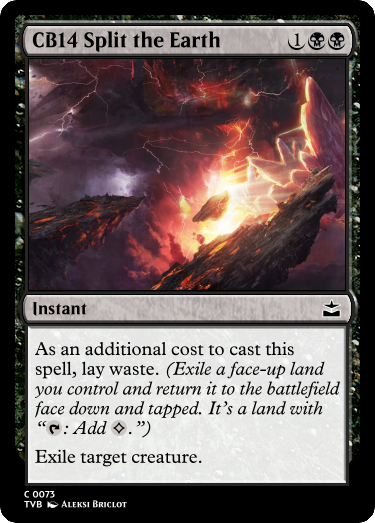 CB14 Split the Earth 1
Instant
As an additional cost to cast this
spell, lay waste. (Exile a face-up land
you control and return it to the battlefield
face down and tapped. It's a land with
“: Add .”)
Exile target creature.
C 0073
TVB Aleksi Briclot